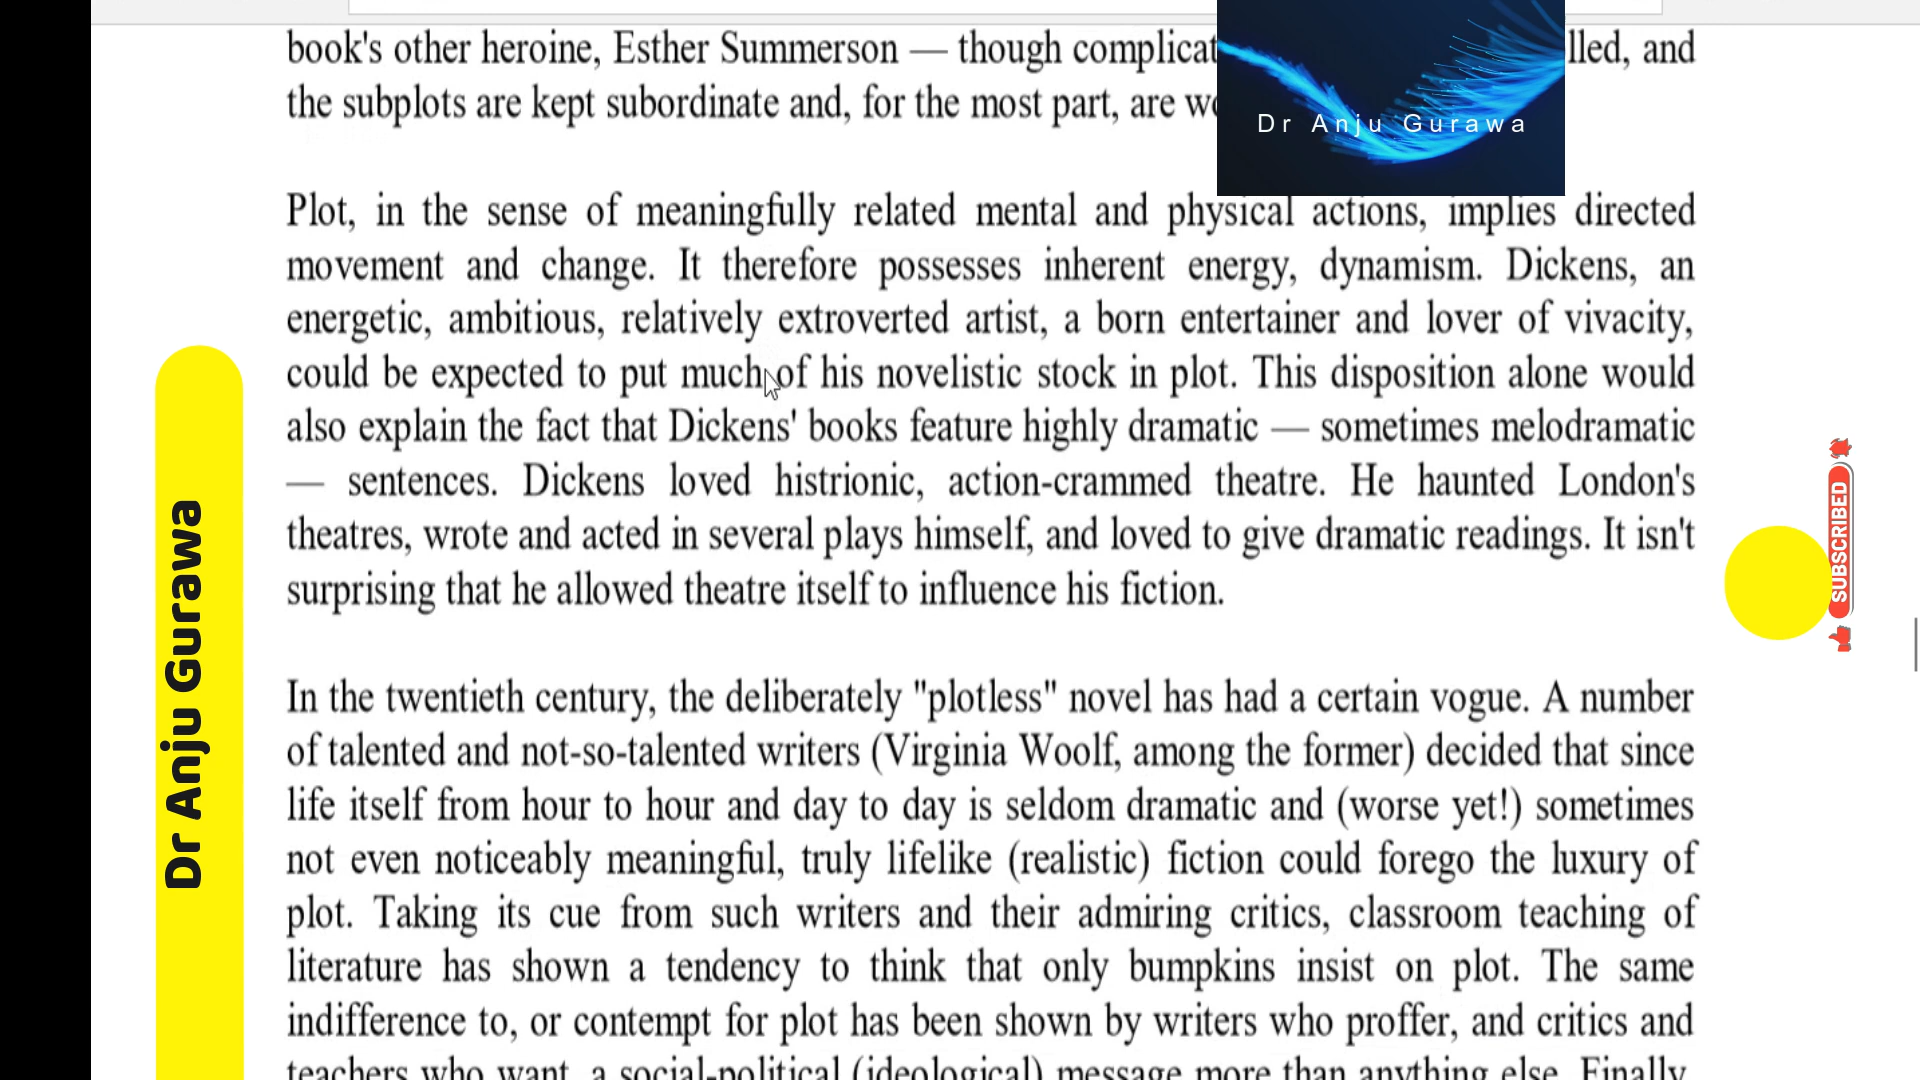 book's other heroine, Esther Summerson — though complicat lled, and
the subplots are kept subordinate and, for the most part, are
Dr Anju Gurawa
Plot, in the sense of meaningfully related mental and physical actions, implies directed
movement and change. It therefore possesses inherent energy, dynamism. Dickens, an
energetic, ambitious, relatively extroverted artist, a born entertainer and lover of vivacity,
could be expected to put much of his novelistic stock in plot. This disposition alone would
also explain the fact that Dickens' books feature highly dramatic — sometimes melodramatic
— sentences. Dickens loved histrionic, action-crammed theatre. He haunted London's
theatres, wrote and acted in several plays himself, and loved to give dramatic readings. It isn't
surprising that he allowed theatre itself to influence his fiction.
In the twentieth century, the deliberately "plotless" novel has had a certain vogue. A number
of talented and not-so-talented writers (Virginia Woolf, among the former) decided that since
life itself from hour to hour and day to day is seldom dramatic and (worse yet!) sometimes
not even noticeably meaningful, truly lifelike (realistic) fiction could forego the luxury of
plot. Taking its cue from such writers and their admiring critics, classroom teaching of
literature has shown a tendency to think that only bumpkins insist on plot. The same
indifference to, or contempt for plot has been shown by writers who proffer, and critics and
teachers who want, a social-political (ideological) message more than anything else. Finally,
Dr Anju Gurawa
SUBSCRIBED